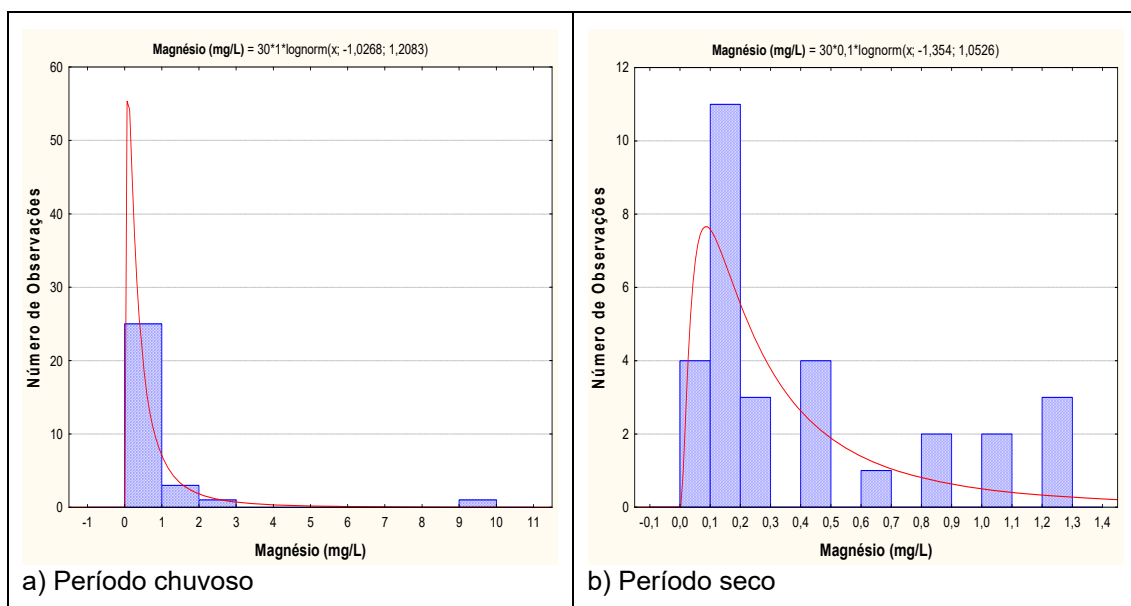 Magnésio (mg/L) = 30*1*lognorm(x; -1,0268; 1,2083)
60
50
40
30
20
10
0
Número de Observações
-1 0 1 2 3 4 5 6 7 8 9 10 11
Magnésio (mg/L)
a) Período chuvoso
Magnésio (mg/L) = 30*0,1*lognorm(x; -1,354; 1,0526)
12
10
8
6
4
2
0
Número de Observações
-0,1 0,0 0,1 0,2 0,3 0,4 0,5 0,6 0,7 0,8 0,9 1,0 1,1 1,2 1,3 1,4
Magnésio (mg/L)
b) Período seco